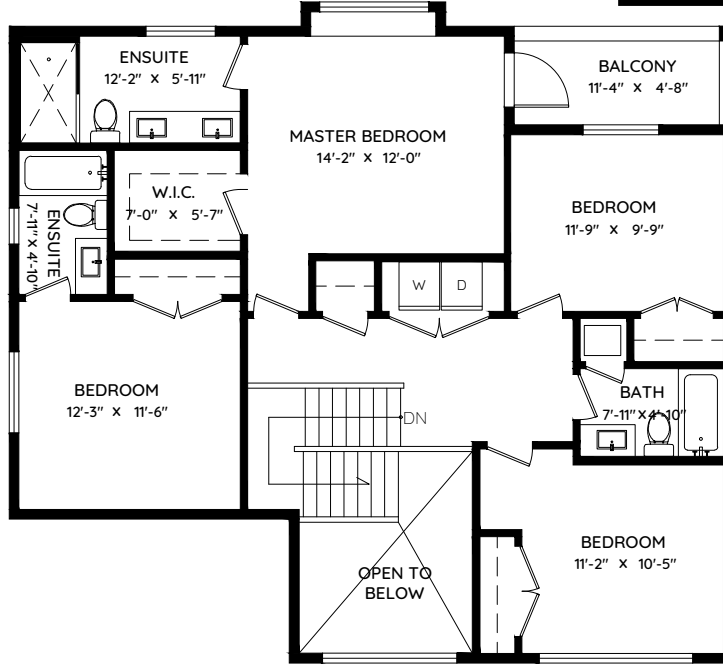 ENSUITE
12'-2" X 5'-11"
BALCONY
11'-4" X 4'-8"
MASTER BEDROOM
14'-2" X 12'-0"
W.I.C.
7'-0" X 5'-7"
ENSUITE
7'-11" X 4'-10"
BEDROOM
11'-9" X 9'-9"
W D
BEDROOM
12'-3" X 11'-6"
BATH
7'-11" X 4'-10"
DN
BEDROOM
11'-2" X 10'-5"
OPEN TO
BELOW